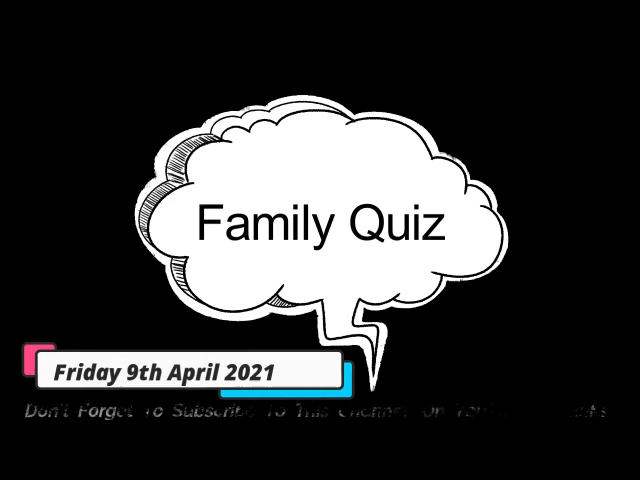 Family Quiz
Friday 9th April 2021
Don't Forget To Subscribe To This Channel on